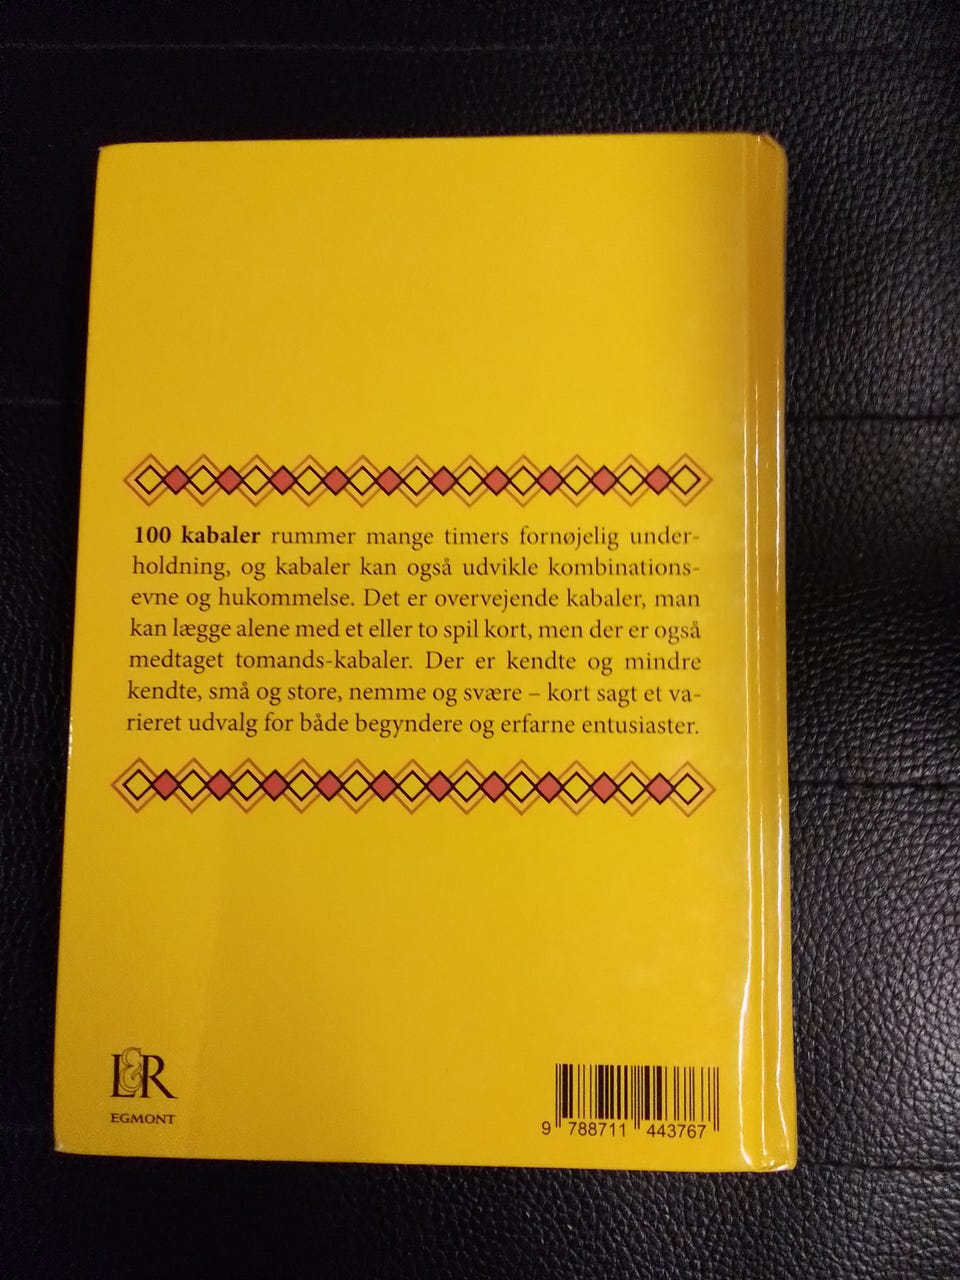 100 kabaler rummer mange timers fornøjelig under-
holdning, og kabaler kan også udvikle kombinations-
evne og hukommelse. Det er overvejende kabaler, man
kan lægge alene med et eller to spil kort, men der er også
medtaget tomands-kabaler. Der er kendte og mindre
kendte, små og store, nemme og svære – kort sagt et va-
rieret udvalg for både begyndere og erfarne entusiaster.
L&R
EGMONT
9 788711 443767